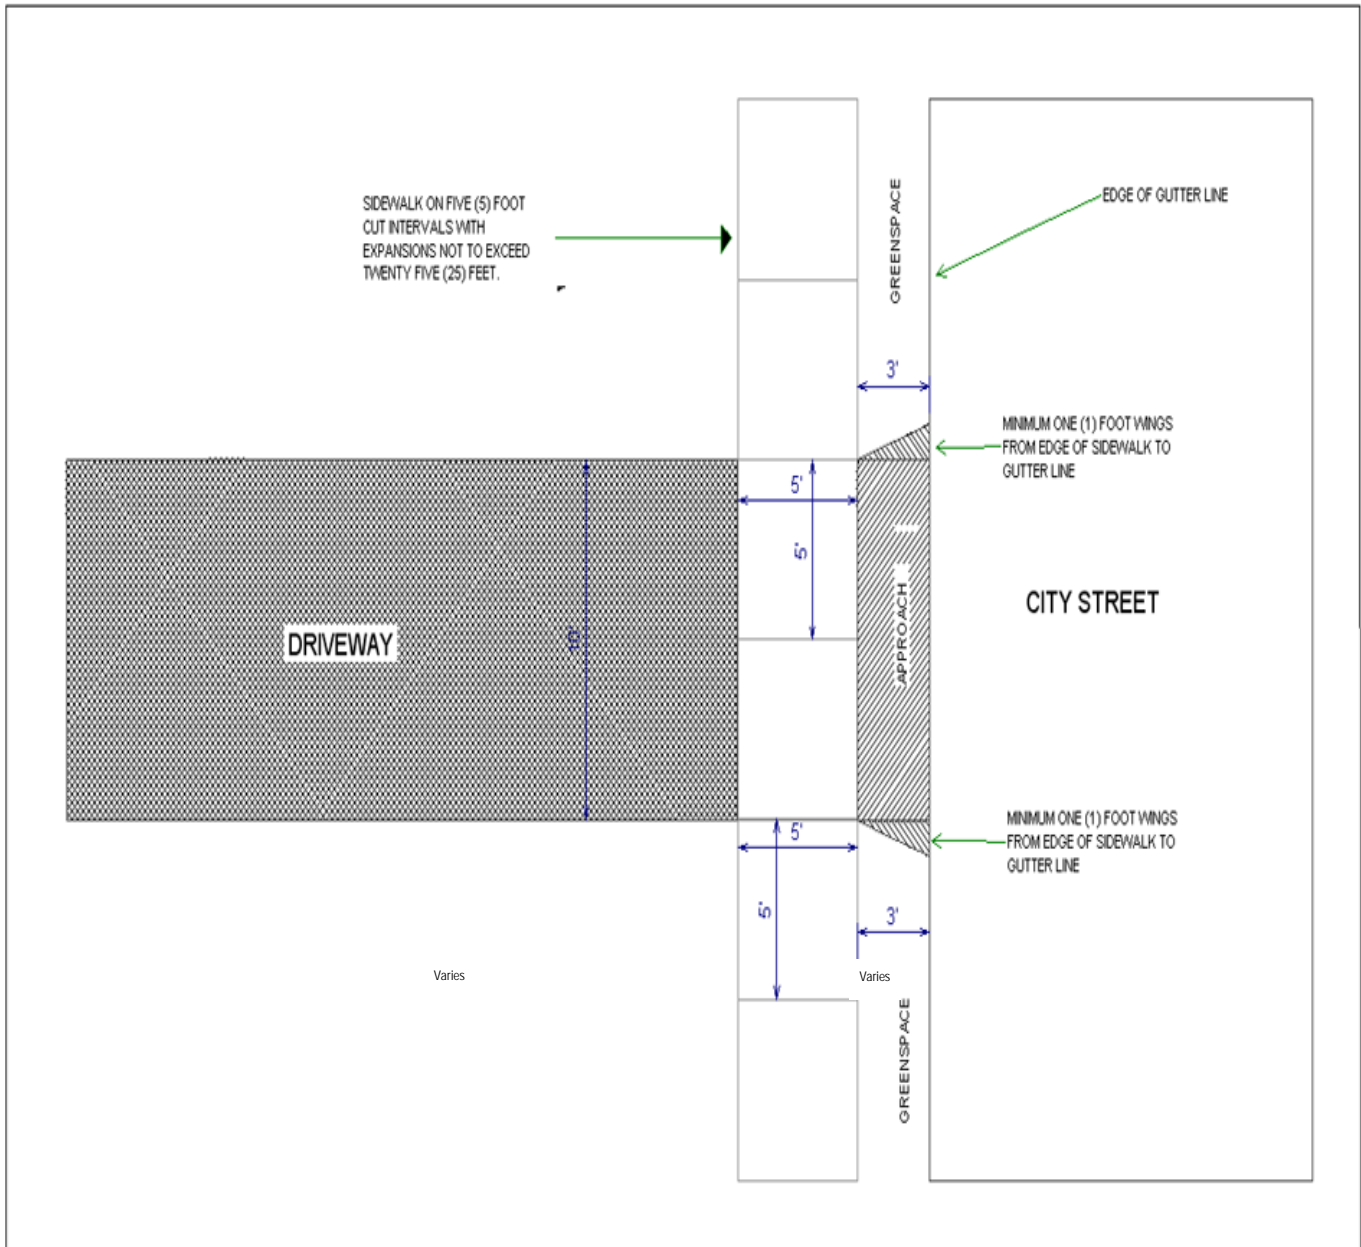 SIDEWALK ON FIVE (5) FOOT
CUT INTERVALS WITH
EXPANSIONS NOT TO EXCEED
TWENTY FIVE (25) FEET.
GREENSPACE
EDGE OF GUTTER LINE
3'
MINIMUM ONE (1) FOOT WINGS
FROM EDGE OF SIDEWALK TO
GUTTER LINE
5'
5'
DRIVEWAY
10'
APPROACH
CITY STREET
MINIMUM ONE (1) FOOT WINGS
FROM EDGE OF SIDEWALK TO
GUTTER LINE
5'
5'
3'
Varies
Varies
GREENSPACE